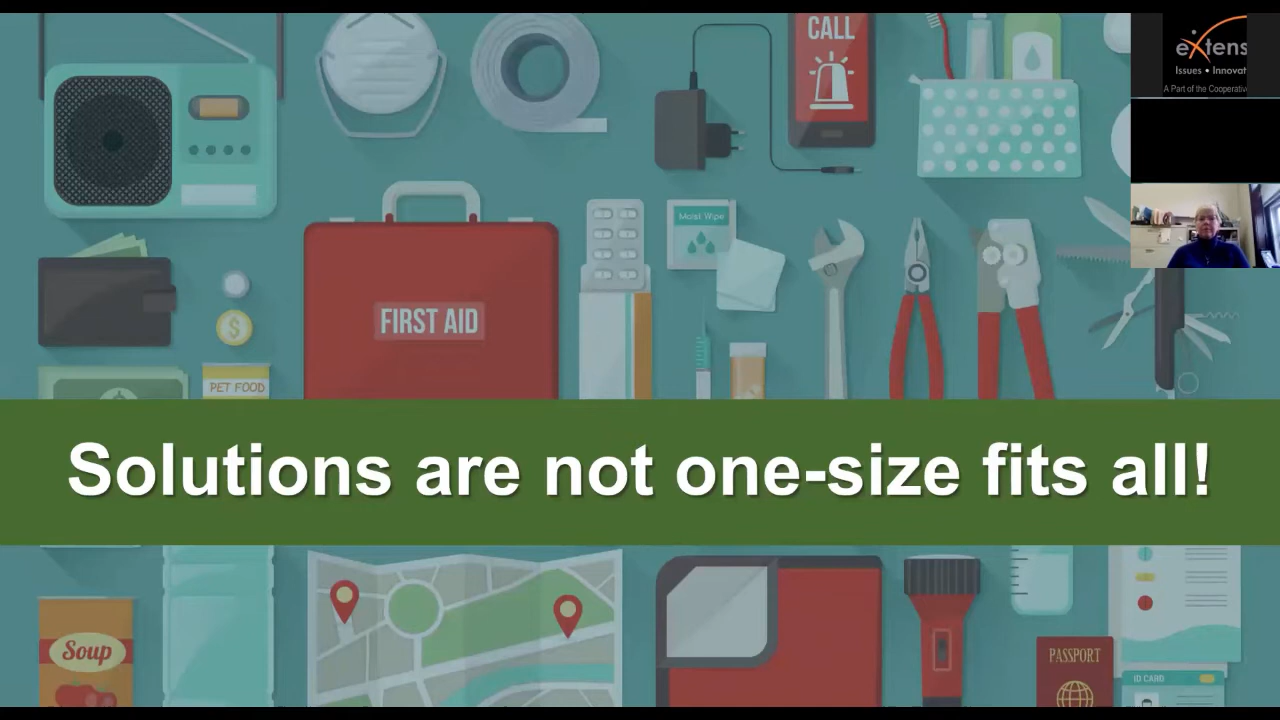 CALL
eXtens
Issues • Innovat
A Part of the Cooperativ
Moist Wipe
$
FIRST AID
PET FOOD
Solutions are not one-size fits all!
Soup
PASSPORT
ID CARD